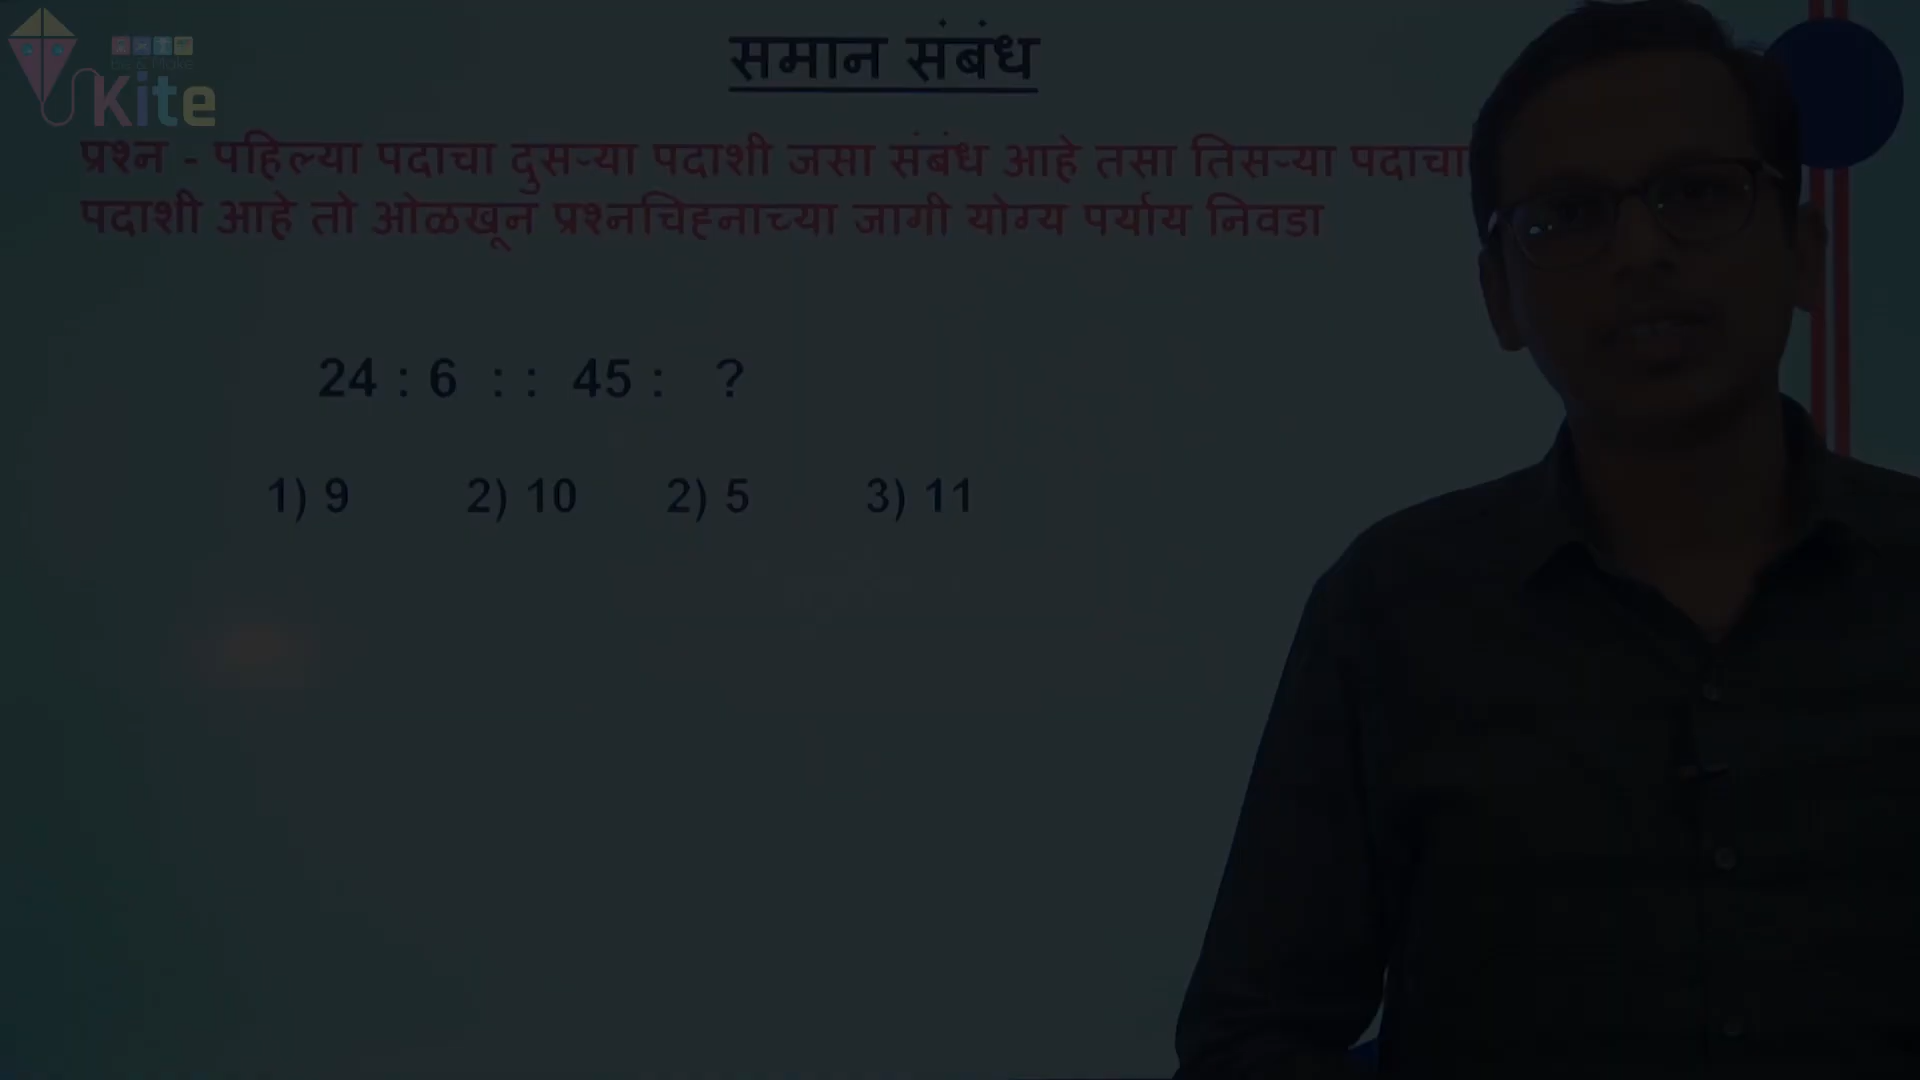 Kite
समान संबंध
प्रश्न - पहिल्या पदाचा दुसऱ्या पदाशी जसा संबंध आहे तसा तिसऱ्या पदाचा
पदाशी आहे तो ओळखून प्रश्नचिह्नाच्या जागी योग्य पर्याय निवडा
24 : 6 : : 45 : ?
1) 9 2) 10 2) 5 3) 11